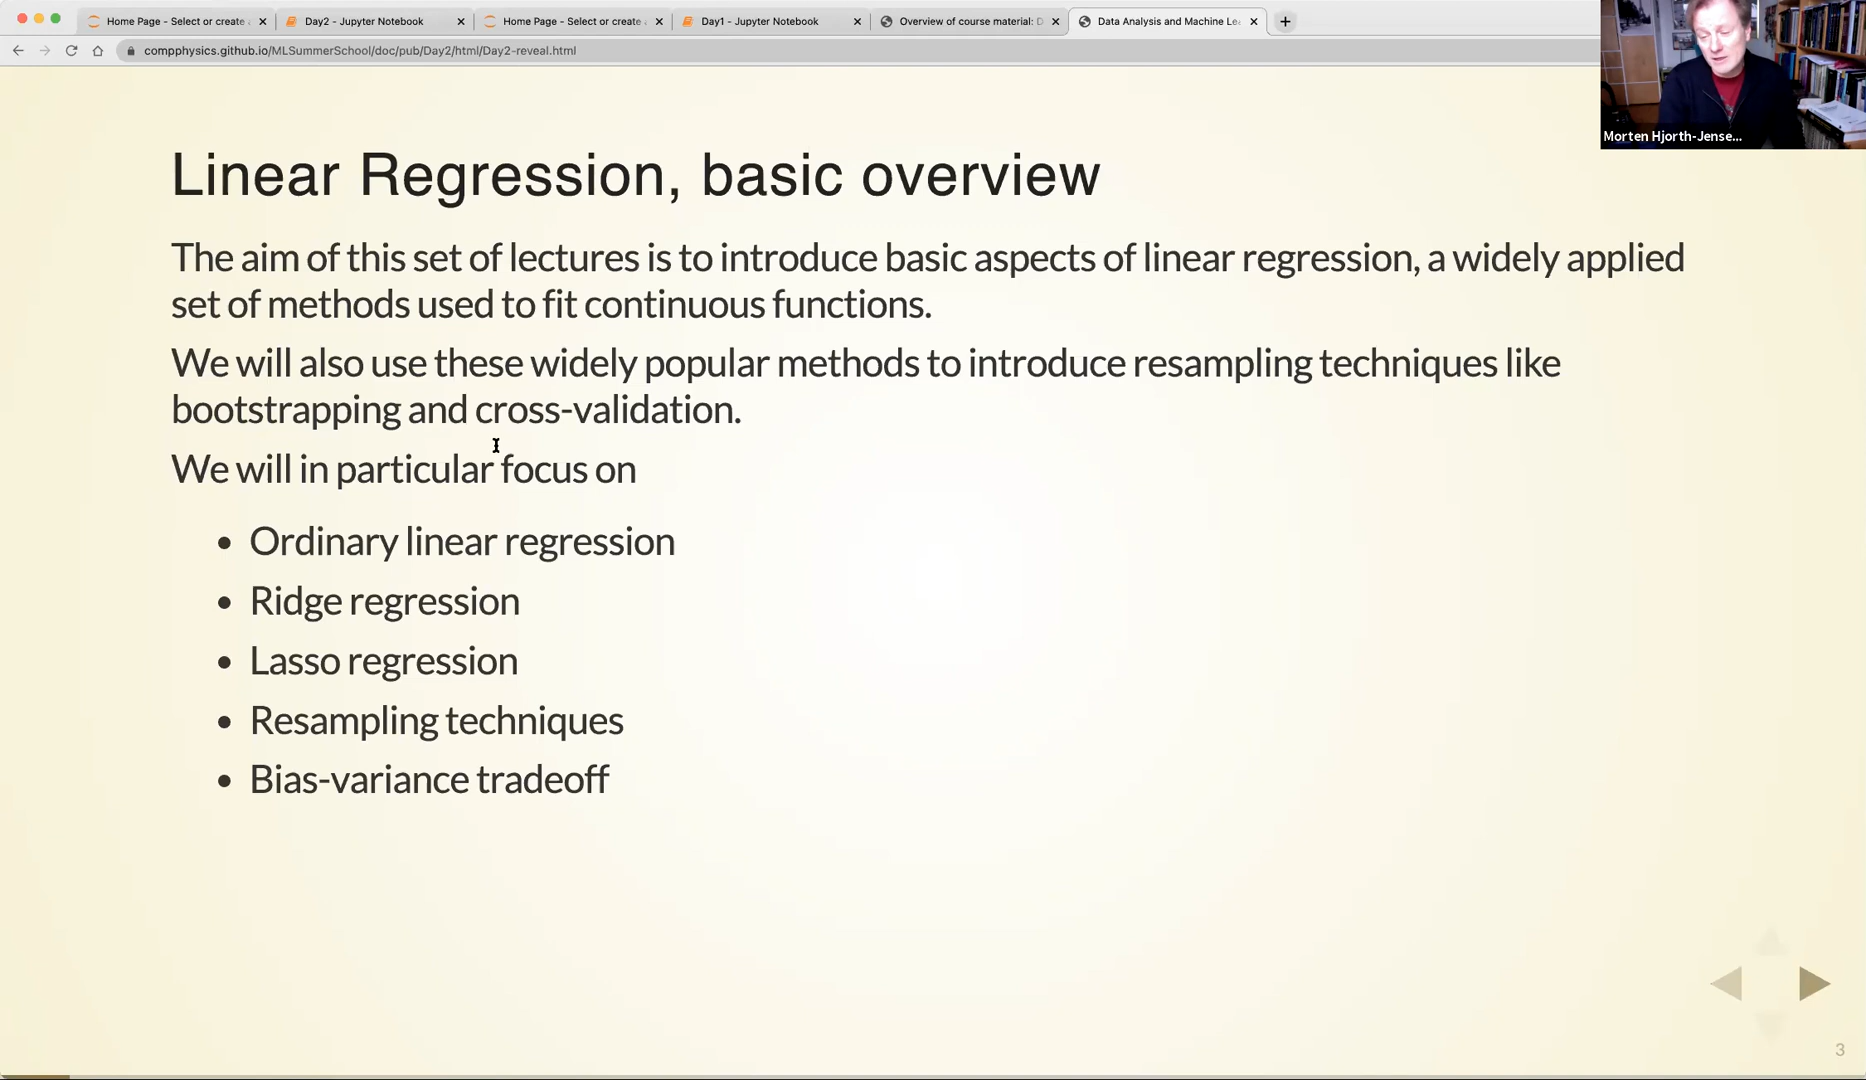 Home Page - Select or create a
Day2 - Jupyter Notebook
Home Page - Select or create a
Day1 - Jupyter Notebook
Overview of course material: D
Data Analysis and Machine Lea
compphysics.github.io/MLSummerSchool/doc/pub/Day2/html/Day2-reveal.html
Morten Hjorth-Jense...
Linear Regression, basic overview
The aim of this set of lectures is to introduce basic aspects of linear regression, a widely applied
set of methods used to fit continuous functions.
We will also use these widely popular methods to introduce resampling techniques like
bootstrapping and cross-validation.
We will in particular focus on
• Ordinary linear regression
• Ridge regression
• Lasso regression
• Resampling techniques
• Bias-variance tradeoff
3